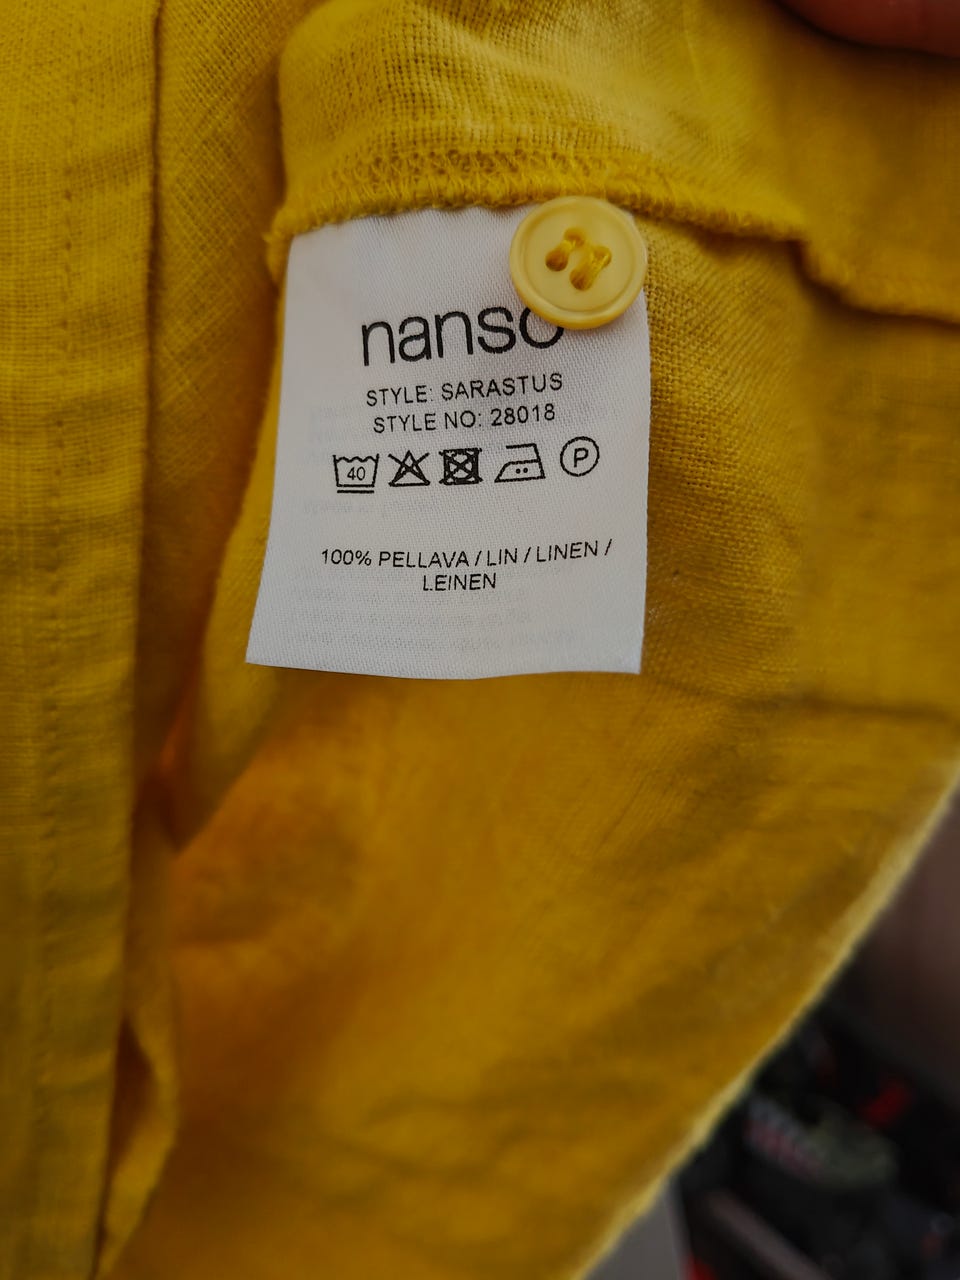 nanso
STYLE: SARASTUS
STYLE NO: 28018
40 P
100% PELLAVA / LIN / LINEN /
LEINEN